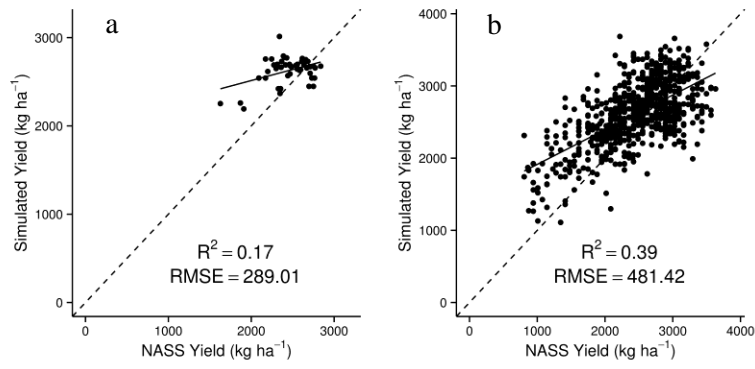 a
Simulated Yield (kg ha⁻¹)
3000
2000
1000
0
R² = 0.17
RMSE = 289.01
0 1000 2000 3000
NASS Yield (kg ha⁻¹)
b
Simulated Yield (kg ha⁻¹)
4000
3000
2000
1000
0
R² = 0.39
RMSE = 481.42
0 1000 2000 3000 4000
NASS Yield (kg ha⁻¹)